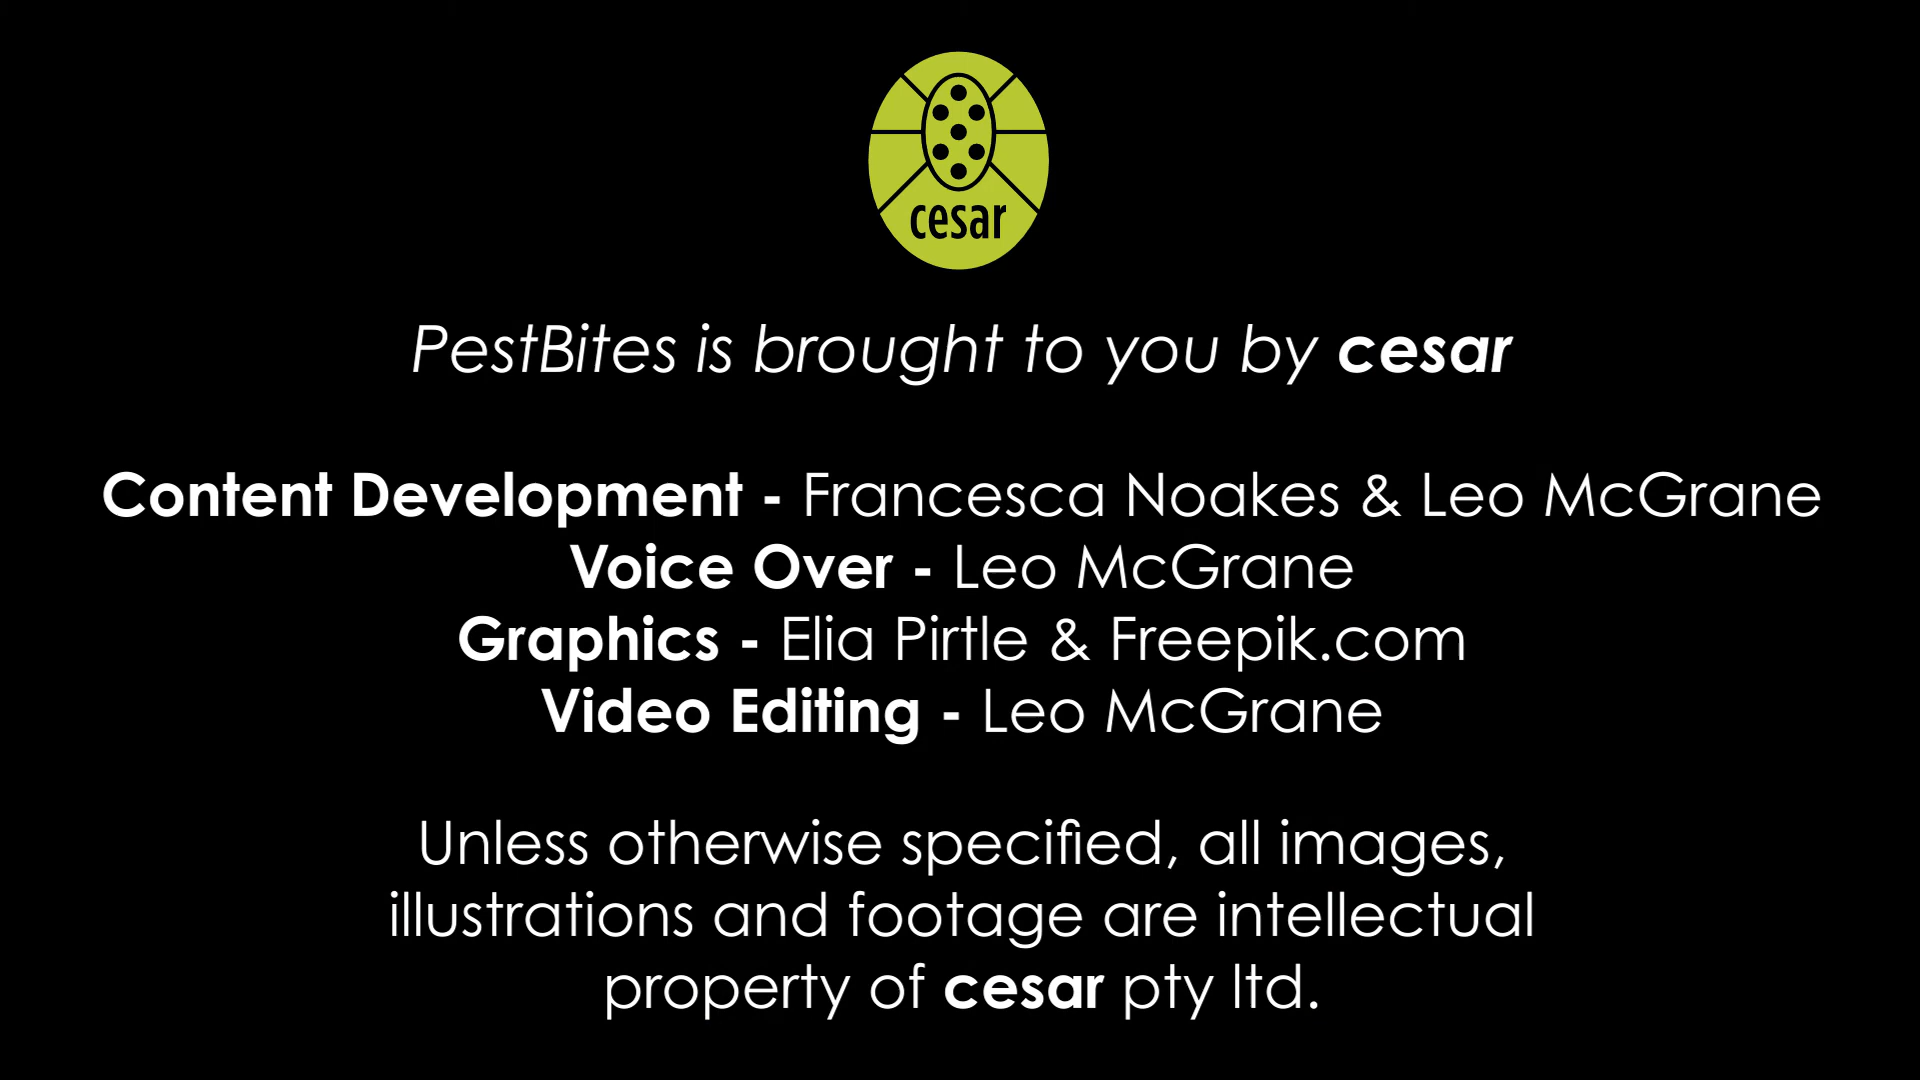 cesar
PestBites is brought to you by cesar
Content Development - Francesca Noakes & Leo McGrane
Voice Over - Leo McGrane
Graphics - Elia Pirtle & Freepik.com
Video Editing - Leo McGrane
Unless otherwise specified, all images,
illustrations and footage are intellectual
property of cesar pty ltd.